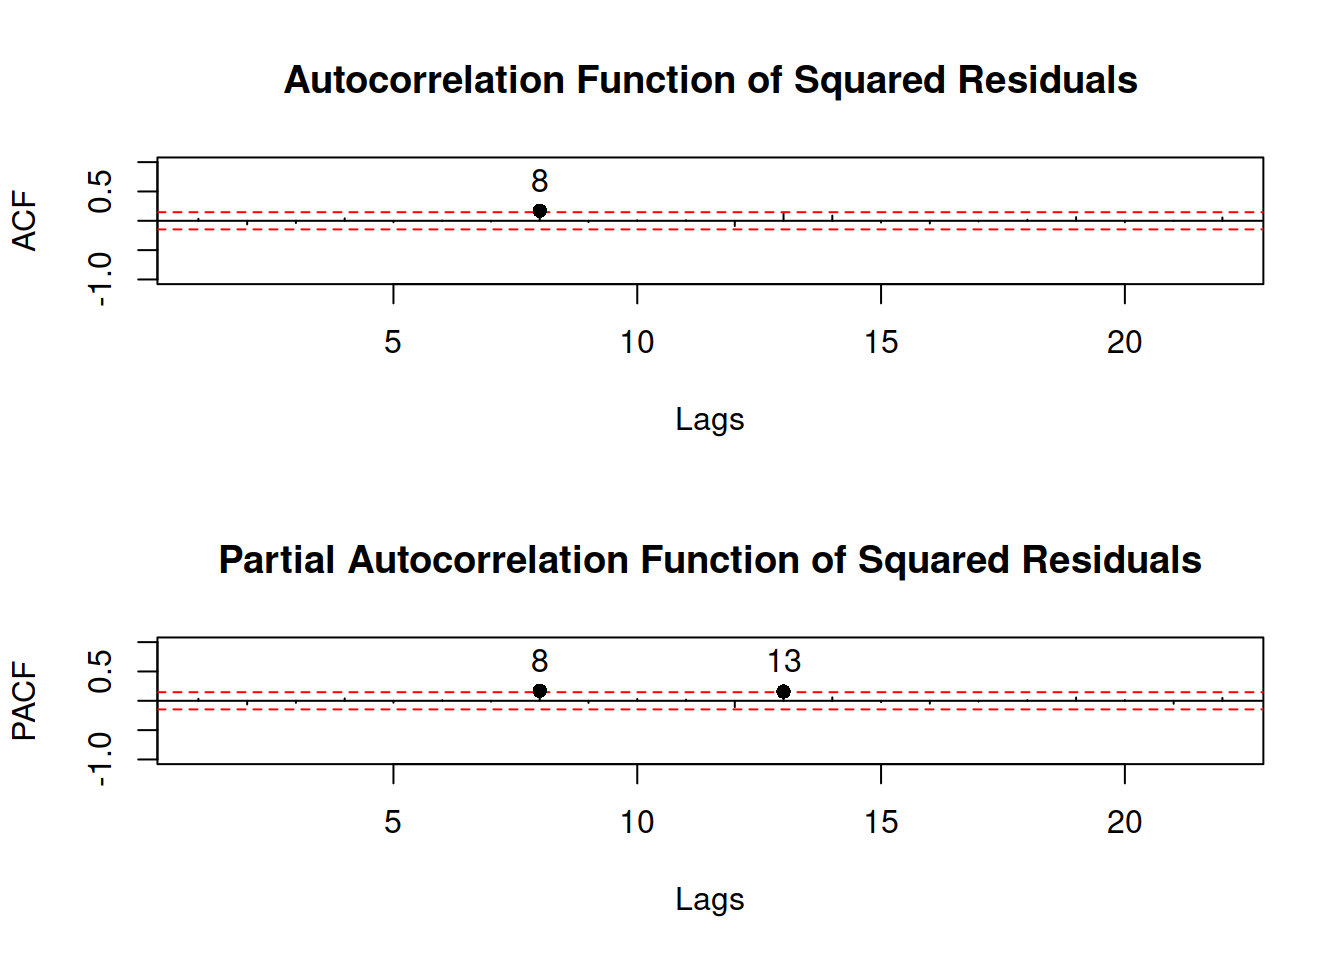 Autocorrelation Function of Squared Residuals
ACF
0.5
-1.0
8
5 10 15 20
Lags
Partial Autocorrelation Function of Squared Residuals
PACF
0.5
-1.0
8 13
5 10 15 20
Lags